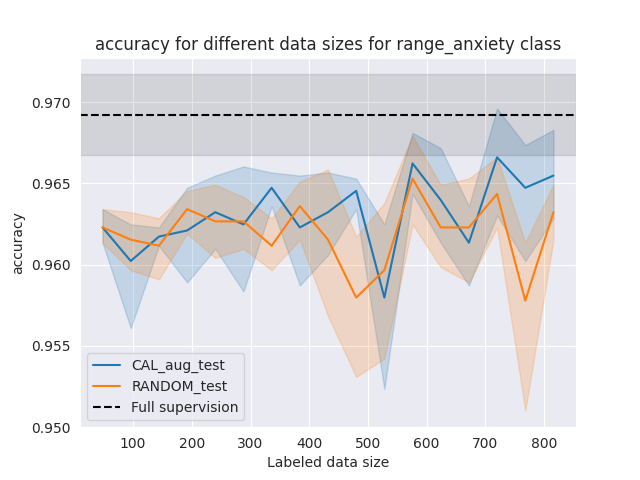 accuracy for different data sizes for range_anxiety class
0.970
0.965
0.960
0.955
0.950
accuracy
CAL_aug_test
RANDOM_test
Full supervision
100 200 300 400 500 600 700 800
Labeled data size